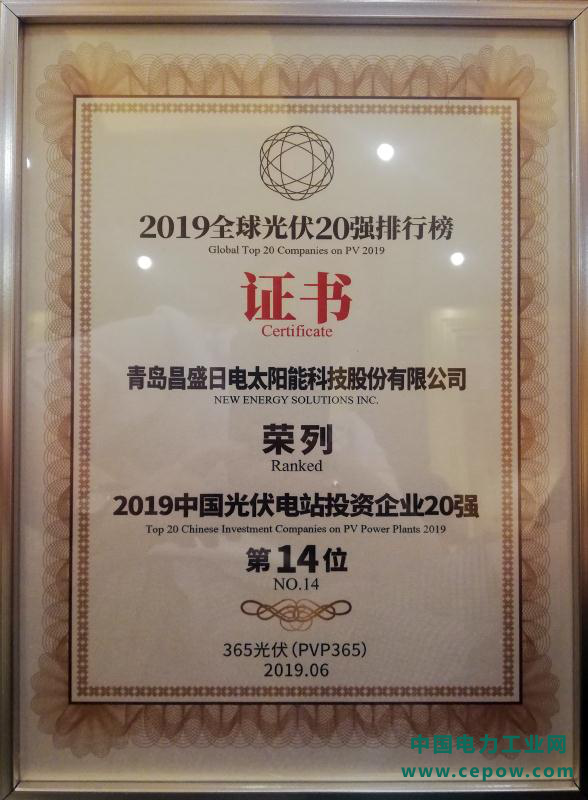 2019全球光伏20强排行榜
Global Top 20 Companies on PV 2019
证书
Certificate
青岛昌盛日电太阳能科技股份有限公司
NEW ENERGY SOLUTIONS INC.
荣列
Ranked
2019中国光伏电站投资企业20强
Top 20 Chinese Investment Companies on PV Power Plants 2019
第14位
NO.14
365光伏(PVP365)
2019.06
中国电力工业网
www.cepow.com